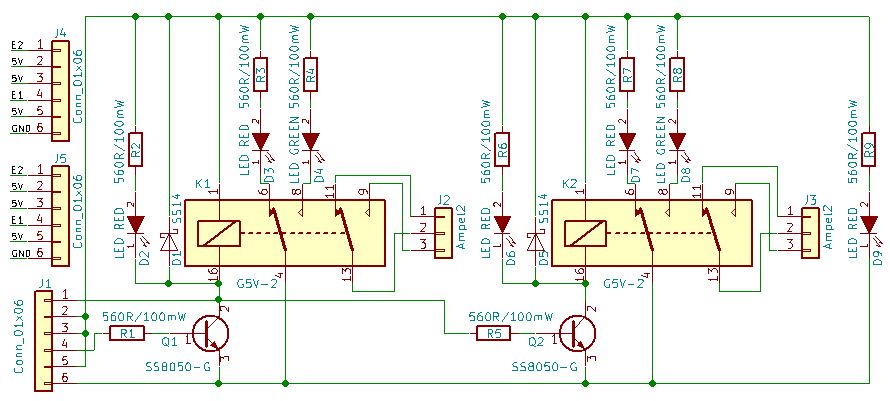 J4
E2 1
5V 2
5V 3
E1 4
5V 5
GND 6
Conn_01x06
J5
E2 1
5V 2
5V 3
E1 4
5V 5
GND 6
Conn_01x06
J1
1
2
3
4
5
6
Conn_01x06
560R/100mW
R2
2
LED RED
1
D2
SS14
D1
560R/100mW
R3
2
LED RED
1
D3
560R/100mW
R4
2
LED GREEN
1
D4
K1
1
6
8
11
9
16
4
13
G5V-2
J2
1
2
3
Ampel2
560R/100mW
R1
Q1
1
2
3
SS8050-G
560R/100mW
R6
2
LED RED
1
D6
SS14
D5
560R/100mW
R7
2
LED RED
1
D7
560R/100mW
R8
2
LED GREEN
1
D8
K2
1
6
8
11
9
16
4
13
G5V-2
J3
1
2
3
Ampel2
560R/100mW
R5
Q2
1
2
3
SS8050-G
560R/100mW
R9
2
LED RED
1
D9